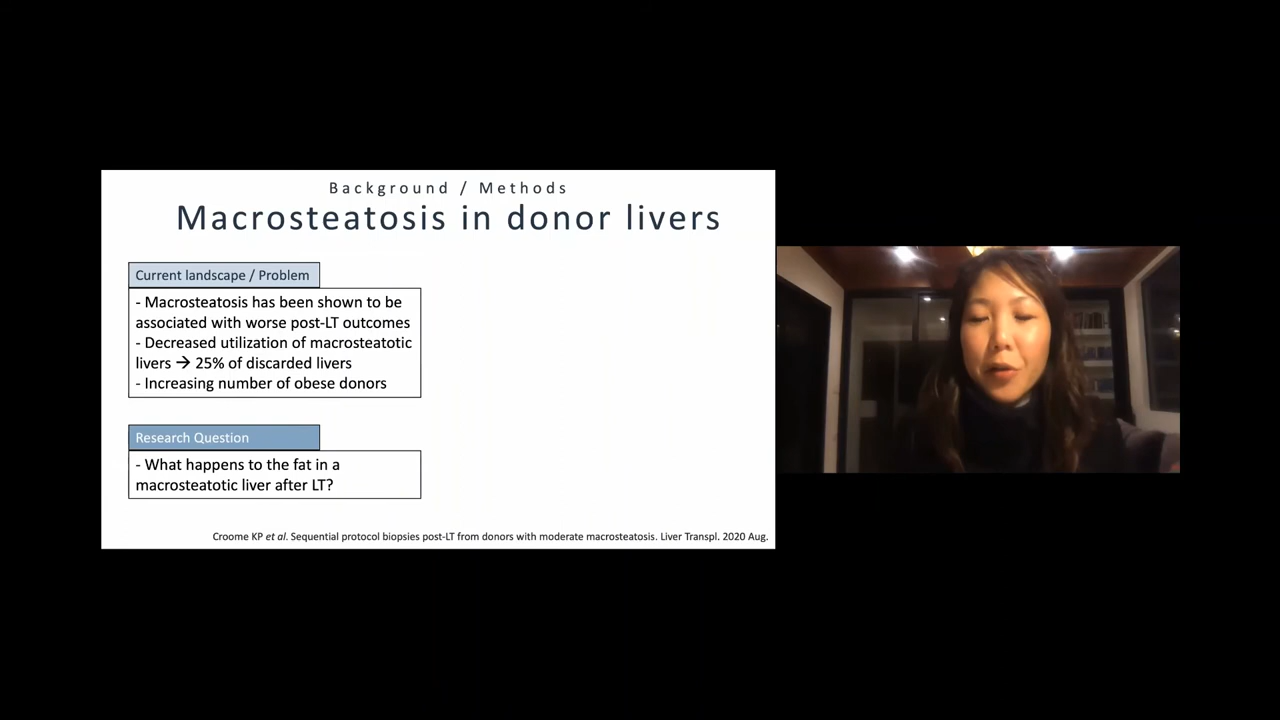 Background / Methods
Macrosteatosis in donor livers
Current landscape / Problem
- Macrosteatosis has been shown to be
associated with worse post-LT outcomes
- Decreased utilization of macrosteatotic
livers → 25% of discarded livers
- Increasing number of obese donors
Research Question
- What happens to the fat in a
macrosteatotic liver after LT?
Croome KP et al. Sequential protocol biopsies post-LT from donors with moderate macrosteatosis. Liver Transpl. 2020 Aug.